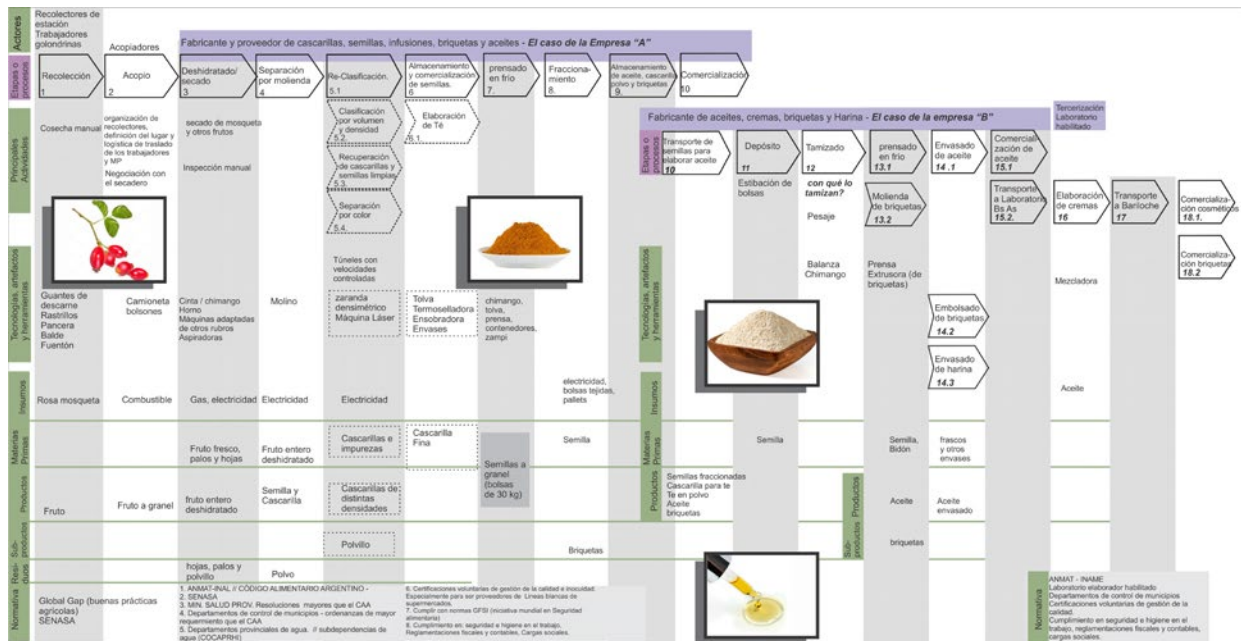 Actores
Recolectores de
estación
Trabajadores
golondrinas
Acopiadores
Fabricante y proveedor de cascarillas, semillas, infusiones, briquetas y aceites - El caso de la Empresa “A”
Etapas o
procesos
Recolección
1
Acopio
2
Deshidratado/
secado
3
Separación
por molienda
4
Re-Clasificación.
5.1
Almacenamiento
y comercialización
de semillas.
6
prensado
en frío
7.
Fracciona-
miento
8.
Almacenamiento
de aceite, cascarilla
polvo y briquetas
9.
Comercialización
10
Principales
Actividades
Cosecha manual
organización de
recolectores,
definición del lugar y
logística de traslado
de los trabajadores
y MP
Negociación con
el secadero
secado de mosqueta
y otros frutos
Inspección manual
Clasificación
por volumen
y densidad
5.2.
Recuperación
de cascarillas y
semillas limpias
5.3.
Separación
por color
5.4.
Elaboración
de Té
6.1.
Fabricante de aceites, cremas, briquetas y Harina - El caso de la empresa “B”
Tercerización
Laboratorio
habilitado
Etapas o
procesos
Transporte de
semillas para
elaborar aceite
10
Depósito
11
Tamizado
12
prensado
en frío
13.1
Envasado
de aceite
14 .1
Comerciali-
zación de
aceite
15.1
Estibación de
bolsas
con qué lo
tamizan?
Pesaje
Molienda
de briquetas
13.2
Transporte
a Laboratorio
Bs As
15.2.
Elaboración
de cremas
16
Transporte
a Bariloche
17
Comercializa-
ción cosméticos
18.1.
Comercializa-
ción briquetas
18.2
Tecnologías, artefactos
y herramientas
Guantes de
descarne
Rastrillos
Pancera
Balde
Fuentón
Camioneta
bolsones
Cinta / chimango
Horno
Máquinas adaptadas
de otros rubros
Aspiradoras
Molino
Túneles con
velocidades
controladas
zaranda
densimétrico
Máquina Láser
Tolva
Termoselladora
Ensobradora
Envases
chimango,
tolva,
prensa,
contenedores,
zampi
Tecnologías, artefactos
y herramientas
Balanza
Chimango
Prensa
Extrusora (de
briquetas)
Mezcladora
Embolsado
de briquetas
14.2
Envasado
de harina
14.3
Insumos
Rosa mosqueta
Combustible
Gas, electricidad
Electricidad
Electricidad
electricidad,
bolsas tejidas,
pallets
Insumos
Aceite
Materias
Primas
Fruto fresco,
palos y hojas
Fruto entero
deshidratado
Cascarillas e
impurezas
Cascarilla
Fina
Semillas a
granel
(bolsas
de 30 kg)
Semilla
Materias
Primas
Semilla
Semilla,
Bidón
frascos
y otros
envases
Productos
Fruto
Fruto a granel
fruto entero
deshidratado
Semilla y
Cascarilla
Cascarillas de
distintas
densidades
Productos
Semillas fraccionadas
Cascarilla para te
Te en polvo
Aceite
briquetas
Productos
Aceite
Aceite
envasado
Sub-
productos
Polvillo
Briquetas
Sub-
productos
briquetas
Resi-
duos
hojas, palos y
polvillo
Polvo
Normativa
Global Gap (buenas prácticas
agrícolas)
SENASA
1. ANMAT-INAL // CÓDIGO ALIMENTARIO ARGENTINO -
2. SENASA
3. MIN. SALUD PROV. Resoluciones mayores que el CAA
4. Departamentos de control de municipios - ordenanzas de mayor
requerimiento que el CAA
5. Departamentos provinciales de agua. // subdependencias de
agua (COCAPRHI)
6. Certificaciones voluntarias de gestión de la calidad e inocuidad.
Especialmente para ser proveedores de Líneas blancas de
supermercados.
7. Cumplir con normas GFSI (iniciativa mundial en Seguridad
alimentaria)
8. Cumplimiento en: seguridad e higiene en el trabajo,
Reglamentaciones fiscales y contables, Cargas sociales.
Normativa
ANMAT - INAME
Laboratorio elaborador habilitado
Departamentos de control de municipios
Certificaciones voluntarias de gestión de la
calidad.
Cumplimiento en seguridad e higiene en el
trabajo, reglamentaciones fiscales y contables,
cargas sociales.